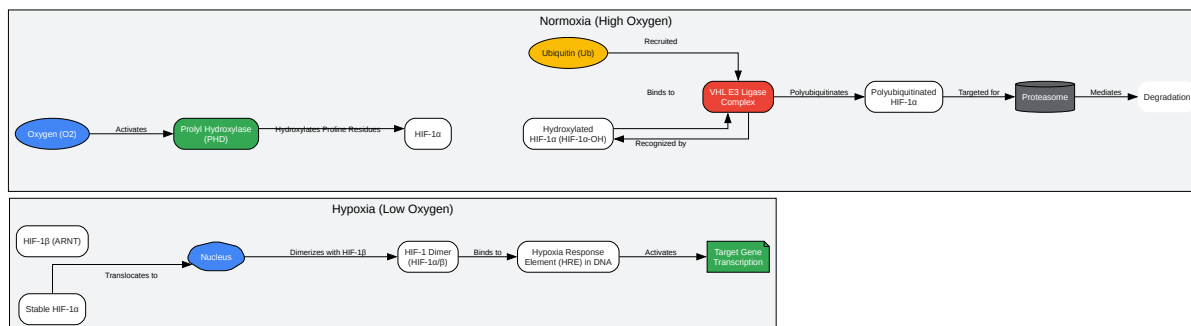 Normoxia (High Oxygen)
Ubiquitin (Ub)
Recruited
Binds to
VHL E3 Ligase
Complex
Polyubiquitinates
Polyubiquitinated
HIF-1α
Targeted for
Proteasome
Mediates
Degradation
Oxygen (O2)
Activates
Prolyl Hydroxylase
(PHD)
Hydroxylates Proline Residues
HIF-1α
Hydroxylated
HIF-1α (HIF-1α-OH)
Recognized by
Hypoxia (Low Oxygen)
HIF-1β (ARNT)
Translocates to
Stable HIF-1α
Nucleus
Dimerizes with HIF-1β
HIF-1 Dimer
(HIF-1α/β)
Binds to
Hypoxia Response
Element (HRE) in DNA
Activates
Target Gene
Transcription